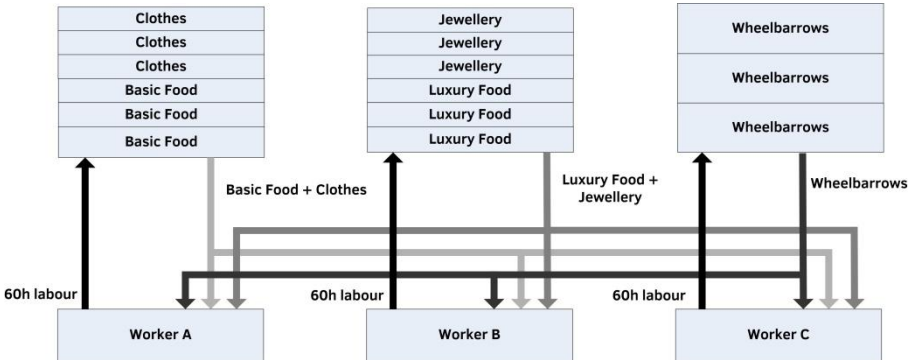 Clothes
Clothes
Clothes
Basic Food
Basic Food
Basic Food
Jewellery
Jewellery
Jewellery
Luxury Food
Luxury Food
Luxury Food
Wheelbarrows
Wheelbarrows
Wheelbarrows
Basic Food + Clothes
Luxury Food +
Jewellery
Wheelbarrows
60h labour
60h labour
60h labour
Worker A
Worker B
Worker C